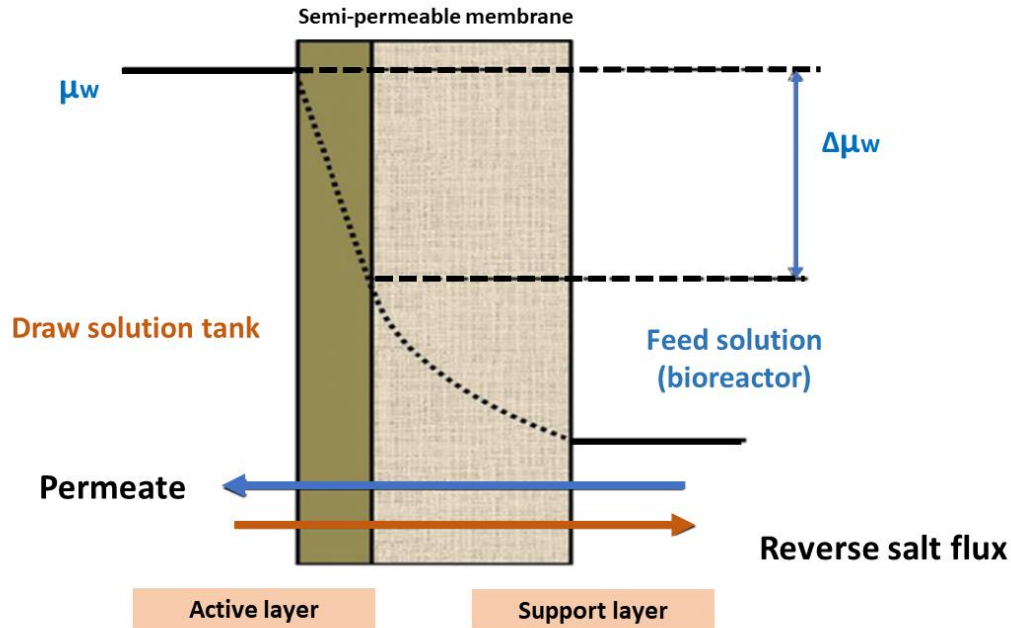 Semi-permeable membrane
μw
Δμw
Draw solution tank
Feed solution
(bioreactor)
Permeate
Reverse salt flux
Active layer
Support layer